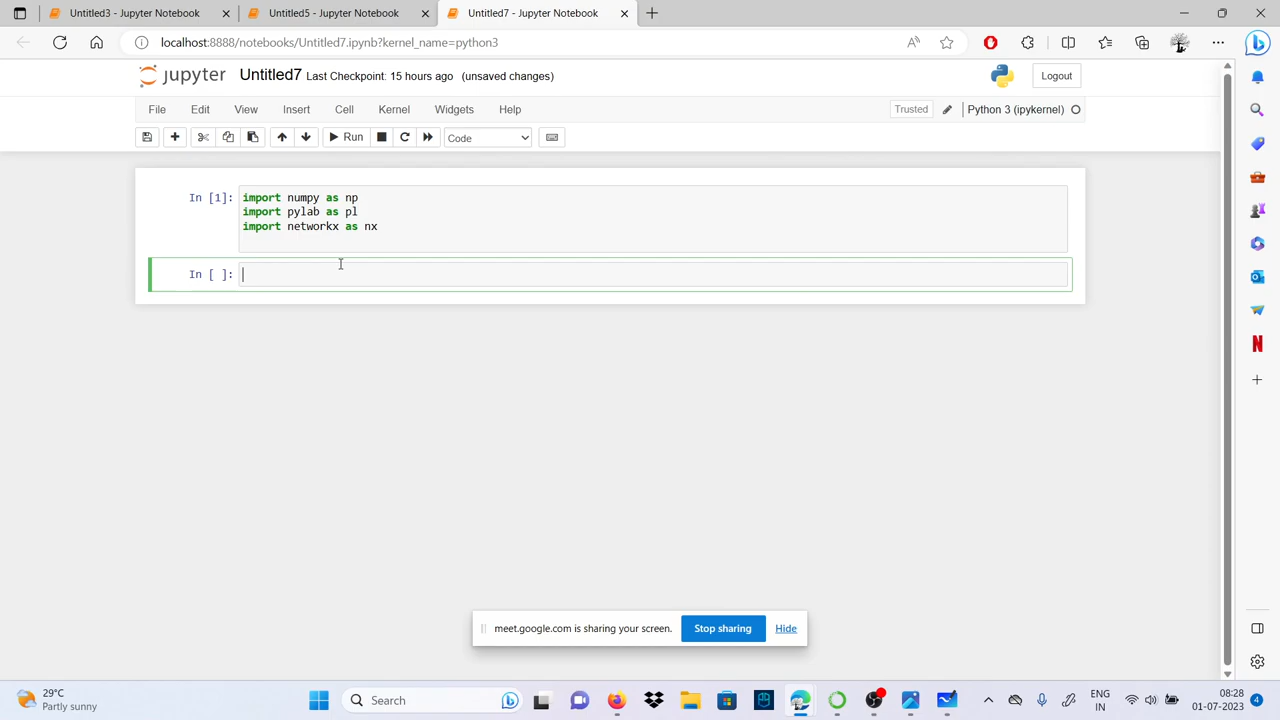 Untitled3 - Jupyter Notebook
Untitled5 - Jupyter Notebook
Untitled7 - Jupyter Notebook
localhost:8888/notebooks/Untitled7.ipynb?kernel_name=python3
jupyter Untitled7 Last Checkpoint: 15 hours ago (unsaved changes)
Logout
File Edit View Insert Cell Kernel Widgets Help
Trusted
Python 3 (ipykernel)
Run
Code
In [1]: import numpy as np
import pylab as pl
import networkx as nx
In [ ]:
meet.google.com is sharing your screen.
Stop sharing
Hide
29°C
Partly sunny
Search
ENG
IN
08:28
01-07-2023
4